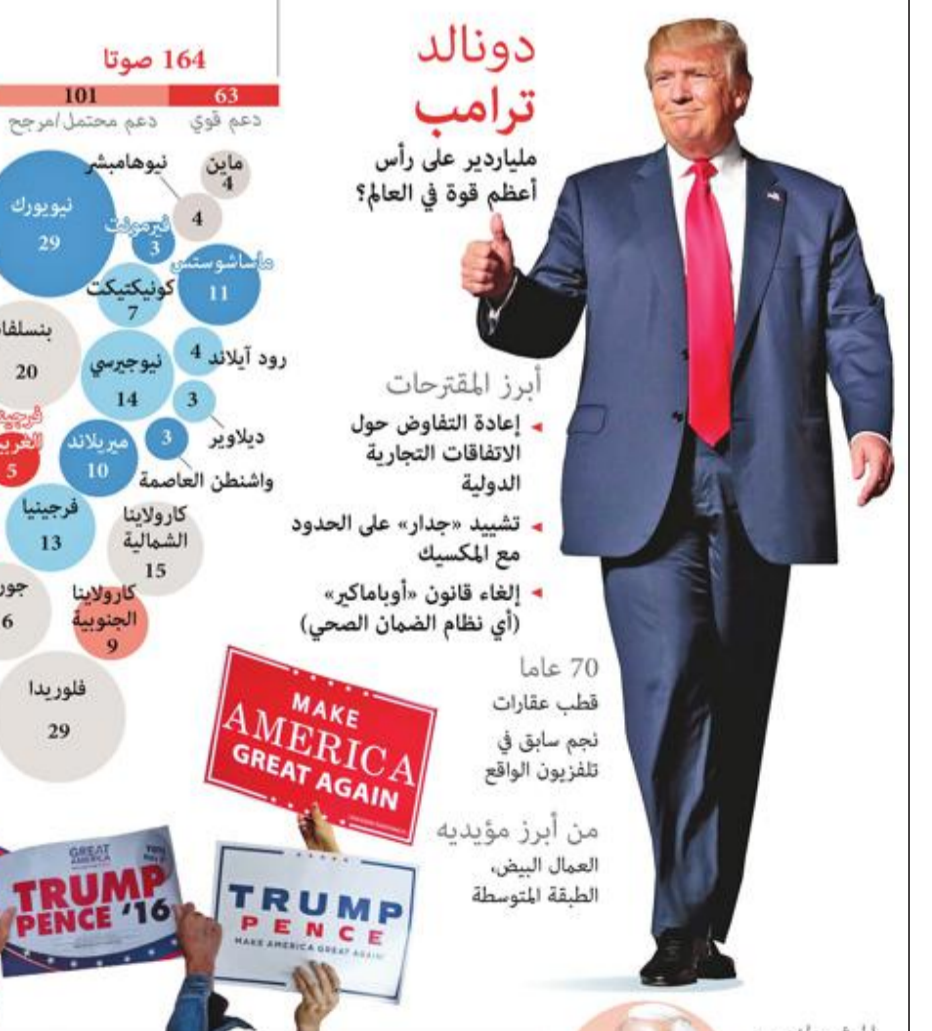 دونالد
ترامب
ملياردير على رأس
أعظم قوة في العالم؟
164 صوتا
63
101
دعم قوي
دعم محتمل/مرجح
ماين
4
نيوهامبشر
4
نيويورك
29
فيرمونت
3
ماساشوستس
11
كونيكتيكت
7
رود آيلاند
4
20
نيوجيرسي
14
3
ديلاوير
ميريلاند
10
3
واشنطن العاصمة
5
فرجينيا
13
كارولاينا
الشمالية
15
6
كارولاينا
الجنوبية
9
فلوريدا
29
أبرز المقترحات
إعادة التفاوض حول
الاتفاقات التجارية
الدولية
تشييد «جدار» على الحدود
مع المكسيك
إلغاء قانون «أوباماكير»
(أي نظام الضمان الصحي)
70 عاما
قطب عقارات
نجم سابق في
تلفزيون الواقع
من أبرز مؤيديه
العمال البيض،
الطبقة المتوسطة
MAKE
AMERICA
GREAT AGAIN
GREAT
AMERICA
TRUMP
PENCE '16
TRUMP
PENCE
MAKE AMERICA GREAT AGAIN!